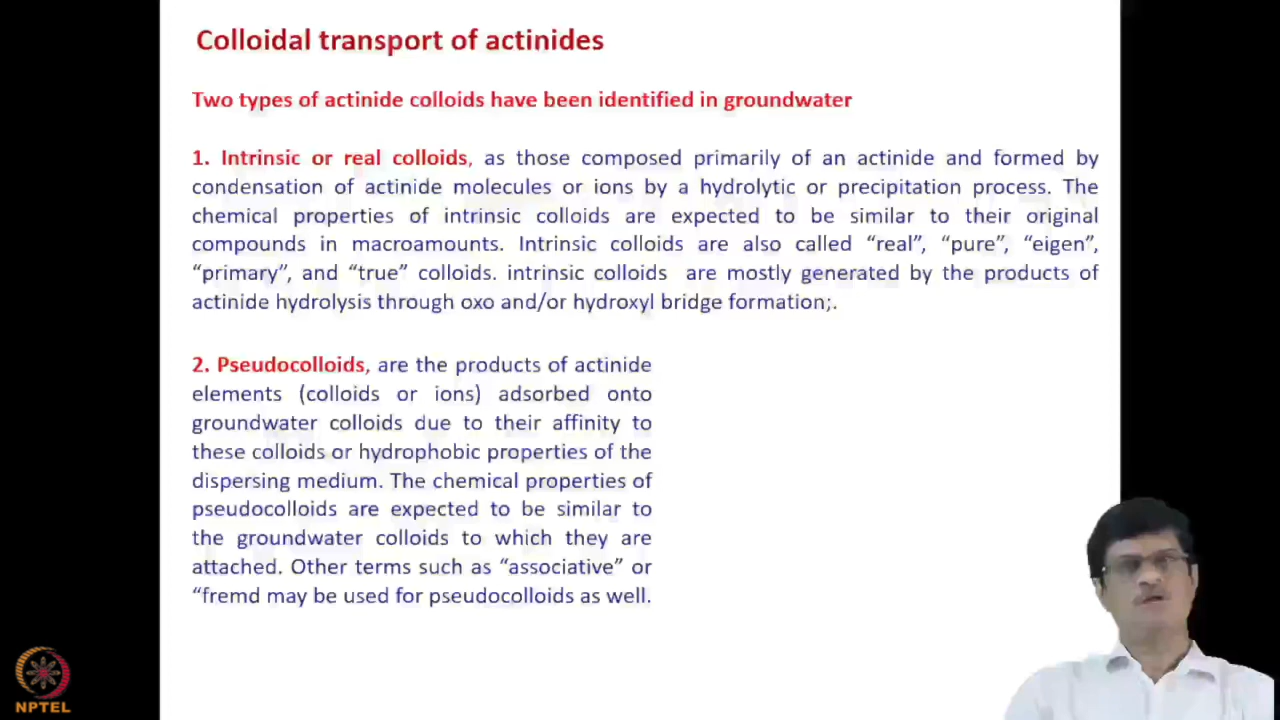 Colloidal transport of actinides
Two types of actinide colloids have been identified in groundwater
1. Intrinsic or real colloids, as those composed primarily of an actinide and formed by
condensation of actinide molecules or ions by a hydrolytic or precipitation process. The
chemical properties of intrinsic colloids are expected to be similar to their original
compounds in macroamounts. Intrinsic colloids are also called “real”, “pure”, “eigen”,
“primary”, and “true” colloids. intrinsic colloids are mostly generated by the products of
actinide hydrolysis through oxo and/or hydroxyl bridge formation;.
2. Pseudocolloids, are the products of actinide
elements (colloids or ions) adsorbed onto
groundwater colloids due to their affinity to
these colloids or hydrophobic properties of the
dispersing medium. The chemical properties of
pseudocolloids are expected to be similar to
the groundwater colloids to which they are
attached. Other terms such as “associative” or
“fremd may be used for pseudocolloids as well.
NPTEL